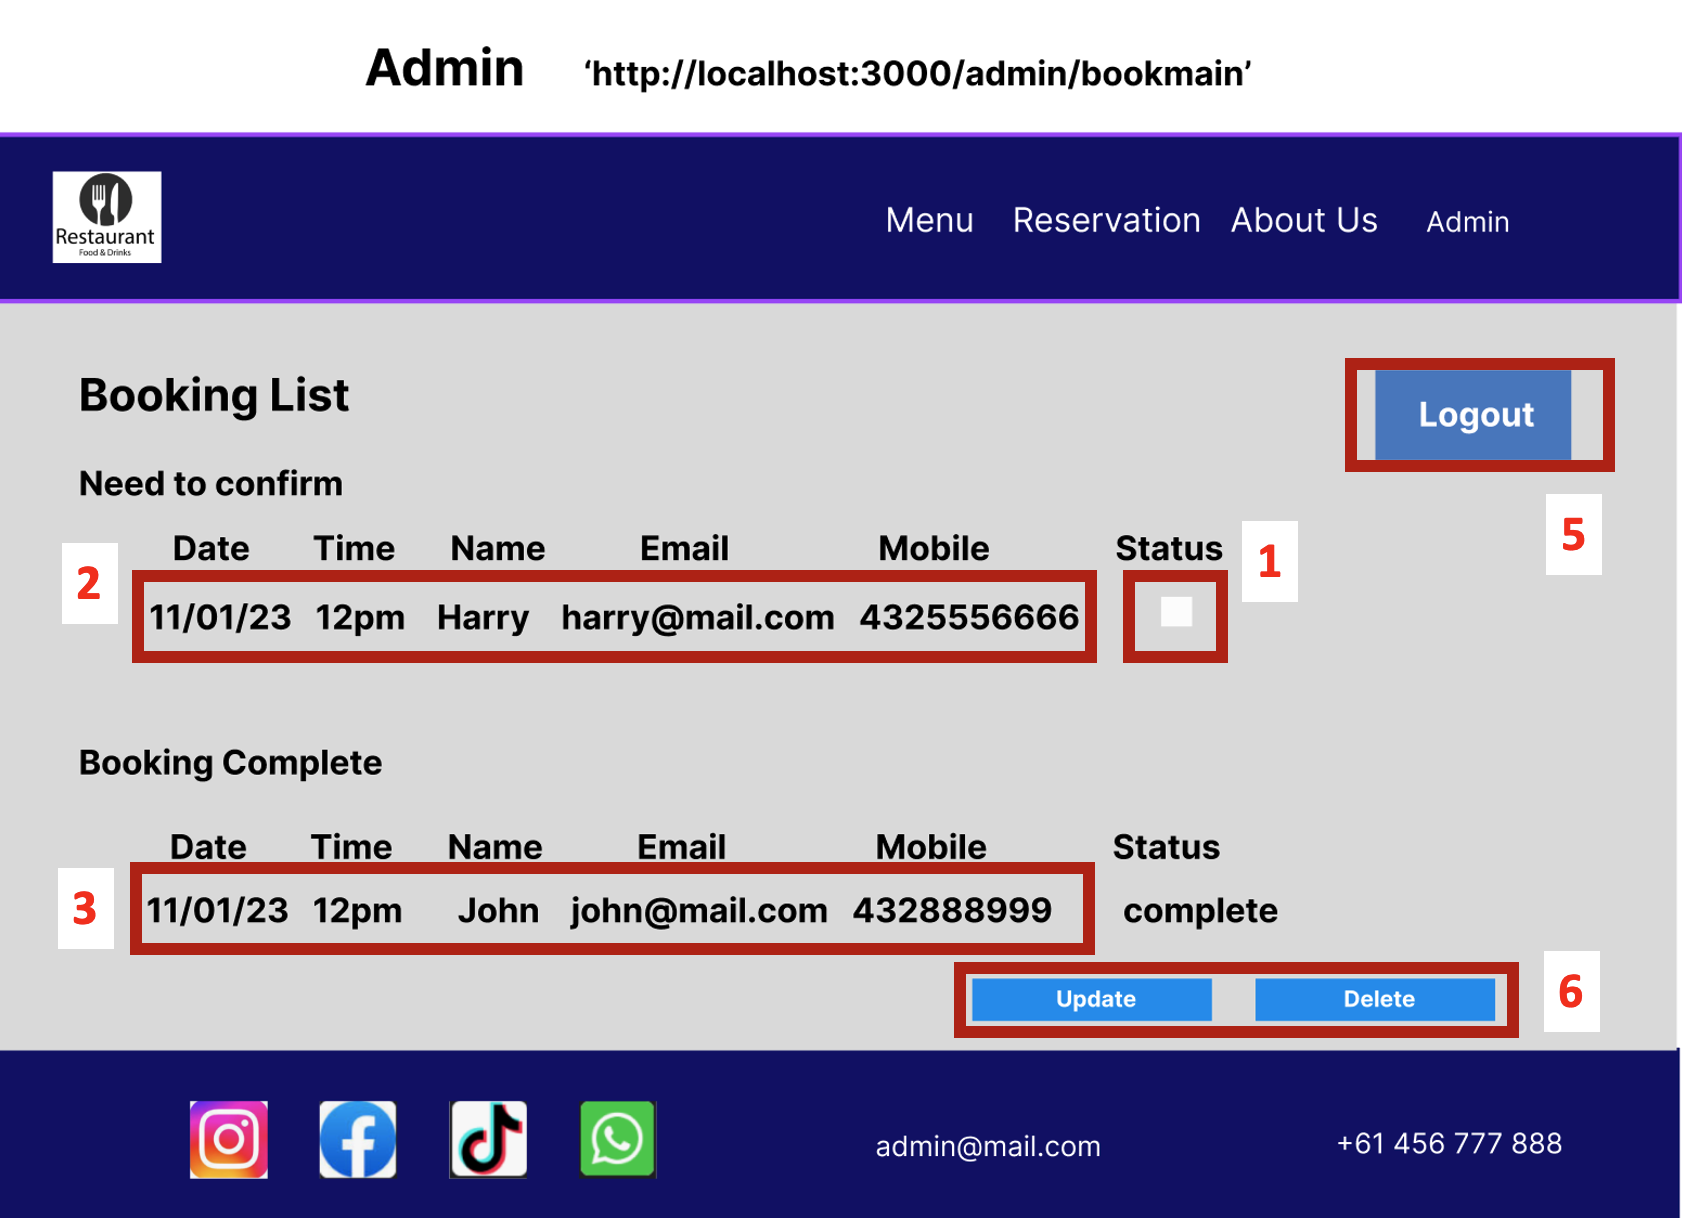 Admin ‘http://localhost:3000/admin/bookmain’
Restaurant
Food & Drinks
Menu Reservation About Us Admin
Booking List
Logout
Need to confirm
5
Date Time Name Email Mobile Status
1
2
11/01/23 12pm Harry harry@mail.com 4325556666
Booking Complete
Date Time Name Email Mobile Status
3
11/01/23 12pm John john@mail.com 432888999 complete
Update Delete
6
admin@mail.com +61 456 777 888